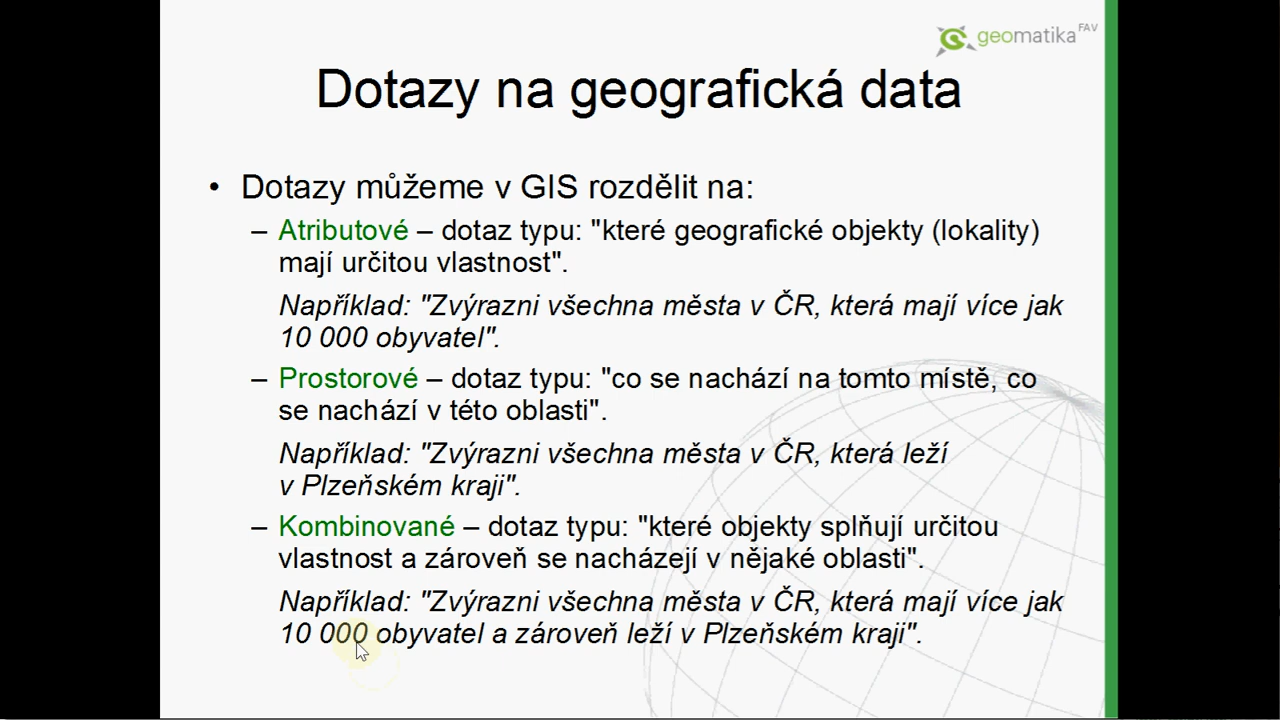 geomatika FAV
Dotazy na geografická data
• Dotazy můžeme v GIS rozdělit na:
– Atributové – dotaz typu: "které geografické objekty (lokality)
mají určitou vlastnost".
Například: "Zvýrazni všechna města v ČR, která mají více jak
10 000 obyvatel".
– Prostorové – dotaz typu: "co se nachází na tomto místě, co
se nachází v této oblasti".
Například: "Zvýrazni všechna města v ČR, která leží
v Plzeňském kraji".
– Kombinované – dotaz typu: "které objekty splňují určitou
vlastnost a zároveň se nacházejí v nějaké oblasti".
Například: "Zvýrazni všechna města v ČR, která mají více jak
10 000 obyvatel a zároveň leží v Plzeňském kraji".